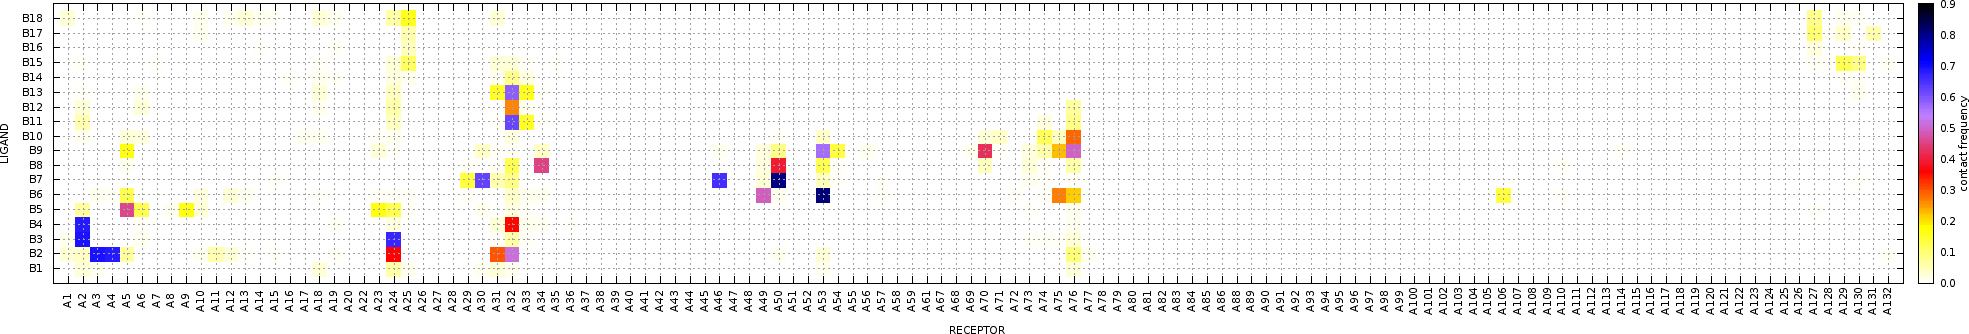 B18
B17
B16
B15
B14
B13
B12
B11
B10
B9
B8
B7
B6
B5
B4
B3
B2
B1
LIGAND
A1 A2 A3 A4 A5 A6 A7 A8 A9 A10 A11 A12 A13 A14 A15 A16 A17 A18 A19 A20 A22 A23 A24 A25 A26 A27 A28 A29 A30 A31 A32 A33 A34 A35 A36 A37 A38 A39 A40 A41 A42 A43 A44 A45 A46 A47 A48 A49 A50 A51 A52 A53 A54 A55 A56 A57 A58 A59 A61 A67 A68 A69 A70 A71 A72 A73 A74 A75 A76 A77 A78 A79 A80 A81 A82 A83 A85 A86 A87 A88 A89 A90 A91 A92 A93 A94 A95 A96 A97 A98 A99 A100 A101 A102 A103 A104 A105 A106 A107 A108 A109 A110 A111 A112 A113 A114 A115 A116 A117 A118 A119 A120 A121 A122 A123 A124 A125 A126 A127 A128 A129 A130 A131 A132
RECEPTOR
0.9
0.8
0.7
0.6
0.5
0.4
0.3
0.2
0.1
0.0
contact frequency